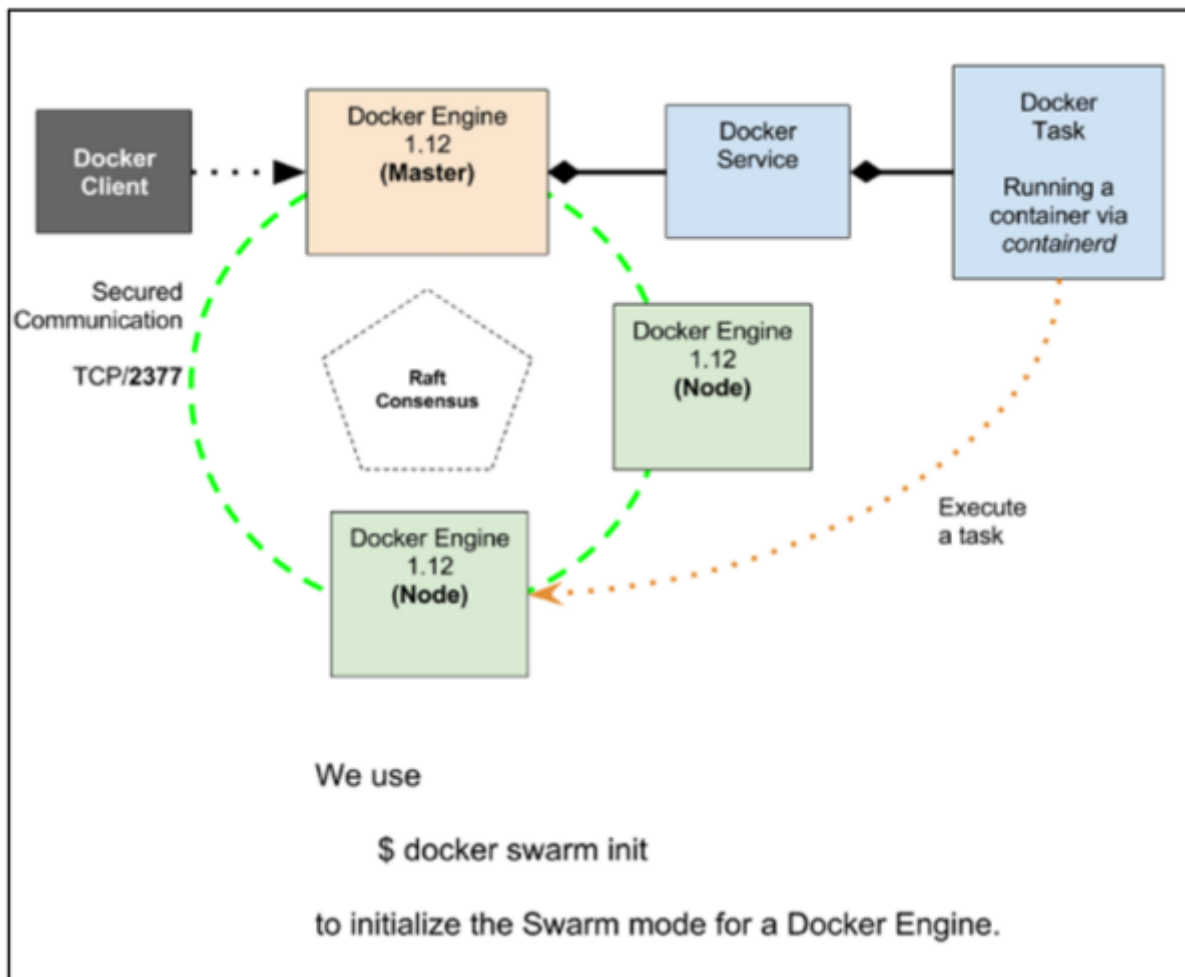 Docker
Client
Docker Engine
1.12
(Master)
Docker
Service
Docker
Task
Running a
container via
containerd
Secured
Communication
TCP/2377
Raft
Consensus
Docker Engine
1.12
(Node)
Docker Engine
1.12
(Node)
Execute
a task
We use
$ docker swarm init
to initialize the Swarm mode for a Docker Engine.